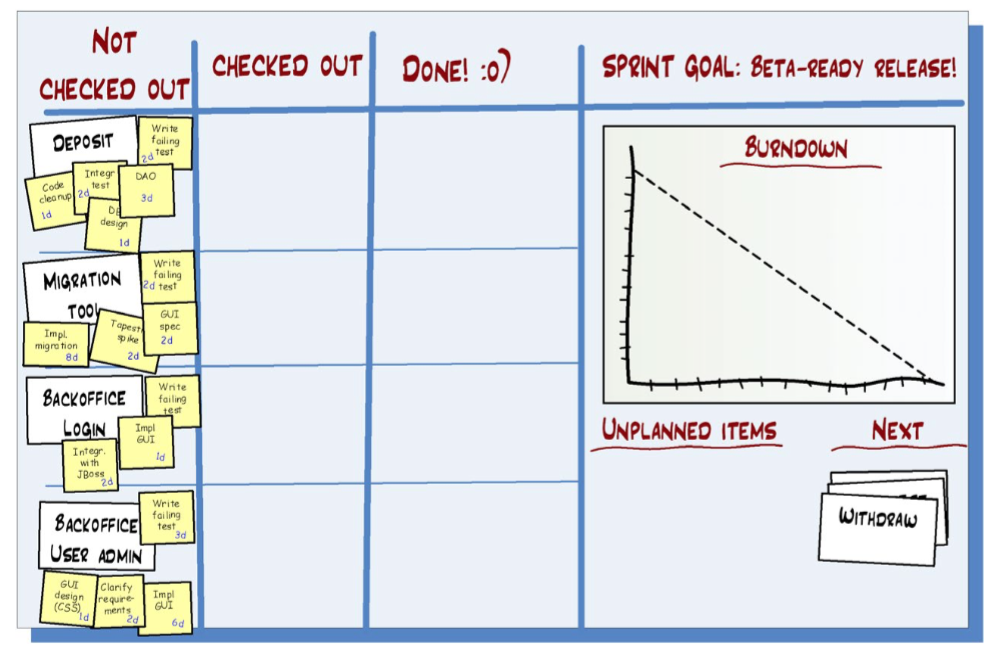 NOT
CHECKED OUT
CHECKED OUT
DONE! :o)
SPRINT GOAL: BETA-READY RELEASE!
DEPOSIT
Write
failing
test
2d
Code
cleanup
1d
Integr
test
2d
DAO
3d
DB
design
1d
MIGRATION
TOOL
Write
failing
test
2d
Impl.
migration
8d
Tapestr
spike
2d
GUI
spec
2d
BACKOFFICE
LOGIN
Write
failing
test
Impl
GUI
1d
Integr.
with
JBoss
2d
BACKOFFICE
USER ADMIN
Write
failing
test
3d
GUI
design
(CSS)
1d
Clarify
require-
ments
2d
Impl
GUI
6d
BURNDOWN
UNPLANNED ITEMS
NEXT
WITHDRAW